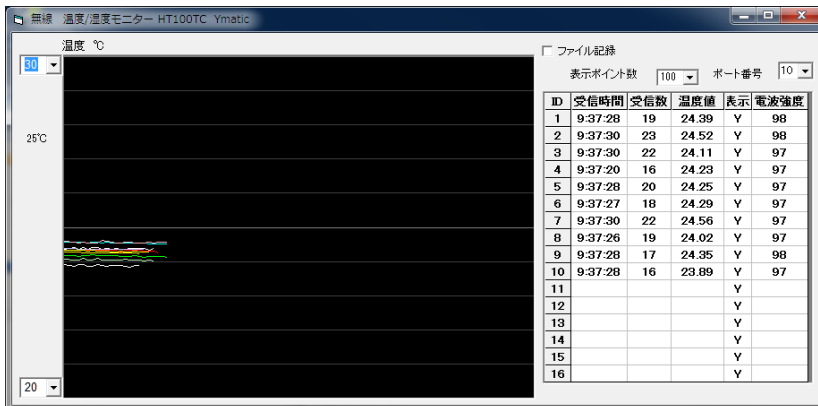 無線 温度/湿度モニター HT100TC Ymatic
温度 ℃
30
25℃
20
ファイル記録
表示ポイント数 100 ポート番号 10
ID 受信時間 受信数 温度値 表示 電波強度
1 9:37:28 19 24.39 Y 98
2 9:37:30 23 24.52 Y 98
3 9:37:30 22 24.11 Y 97
4 9:37:20 16 24.23 Y 97
5 9:37:28 20 24.25 Y 97
6 9:37:27 18 24.29 Y 97
7 9:37:30 22 24.56 Y 97
8 9:37:26 19 24.02 Y 97
9 9:37:28 17 24.35 Y 98
10 9:37:28 16 23.89 Y 97
11 Y
12 Y
13 Y
14 Y
15 Y
16 Y